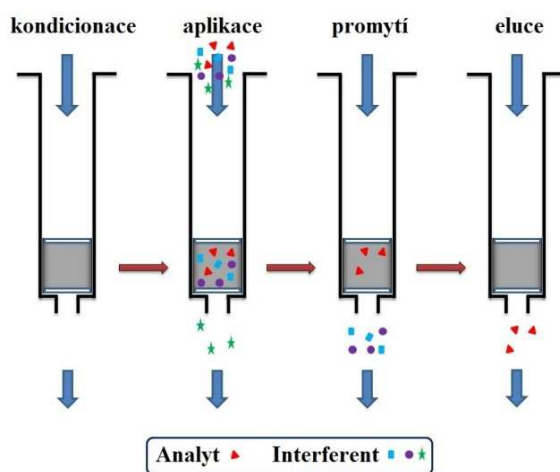 kondicionace aplikace promytí eluce
Analyt Interferent